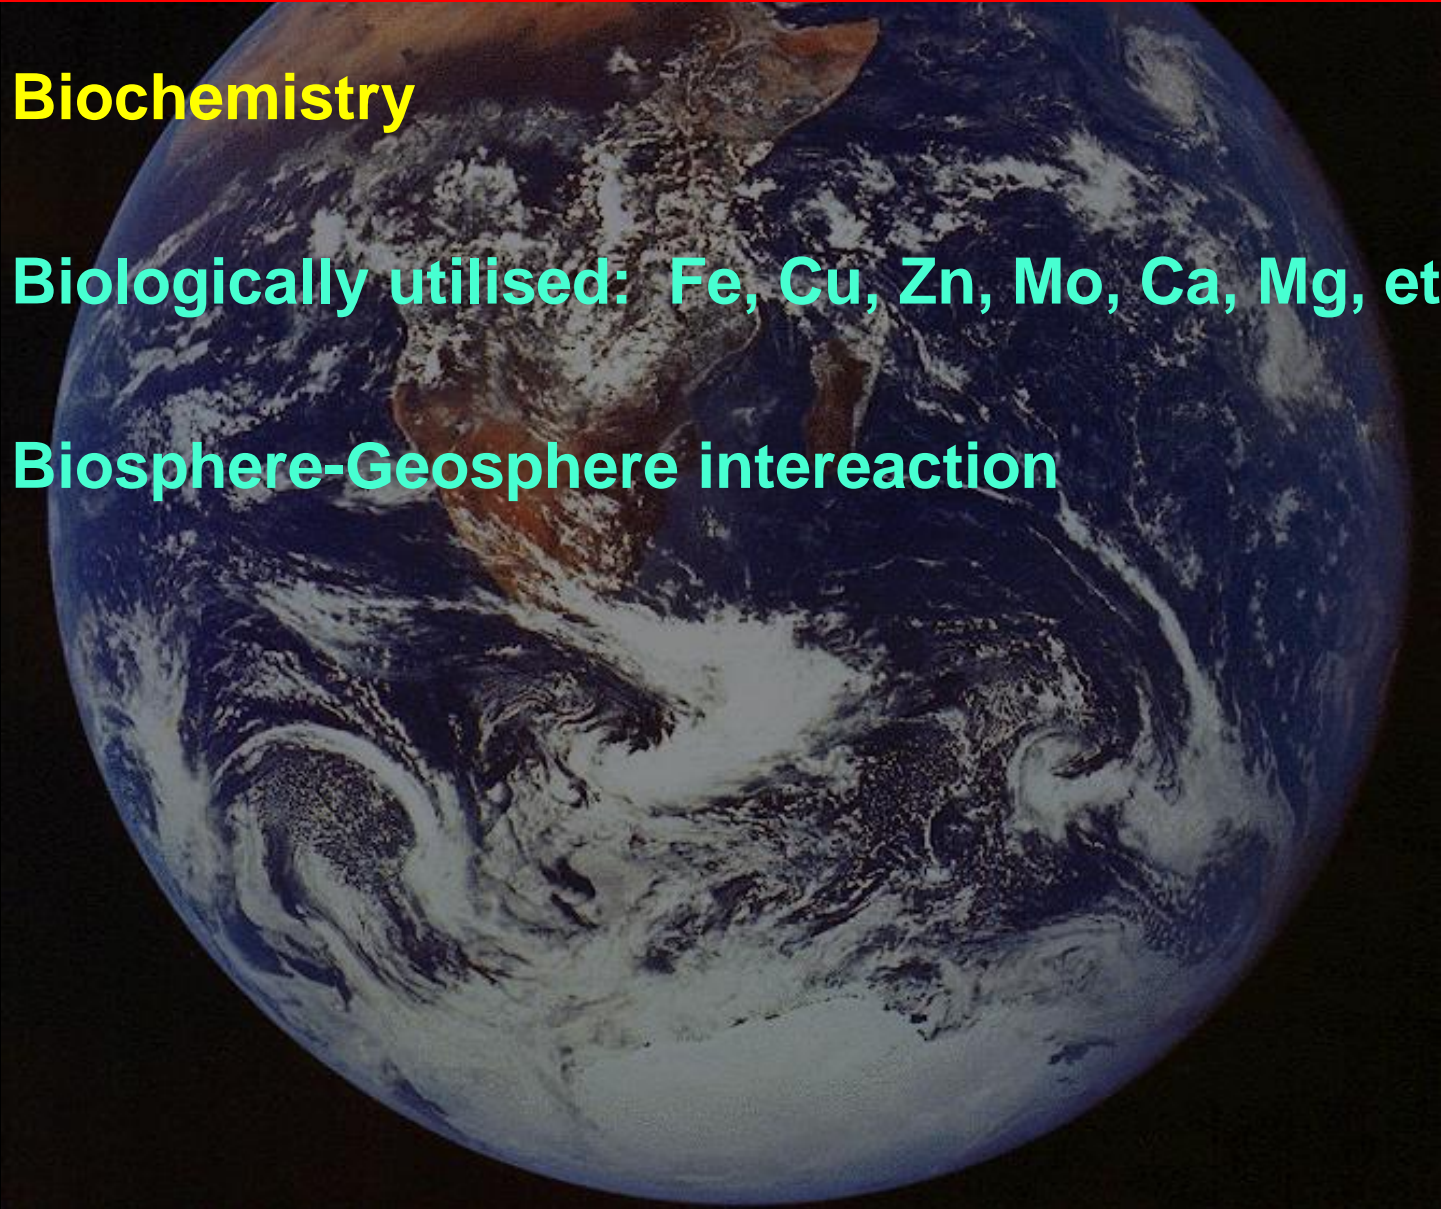 Biochemistry
Biologically utilised: Fe, Cu, Zn, Mo, Ca, Mg, et
Biosphere-Geosphere intereaction